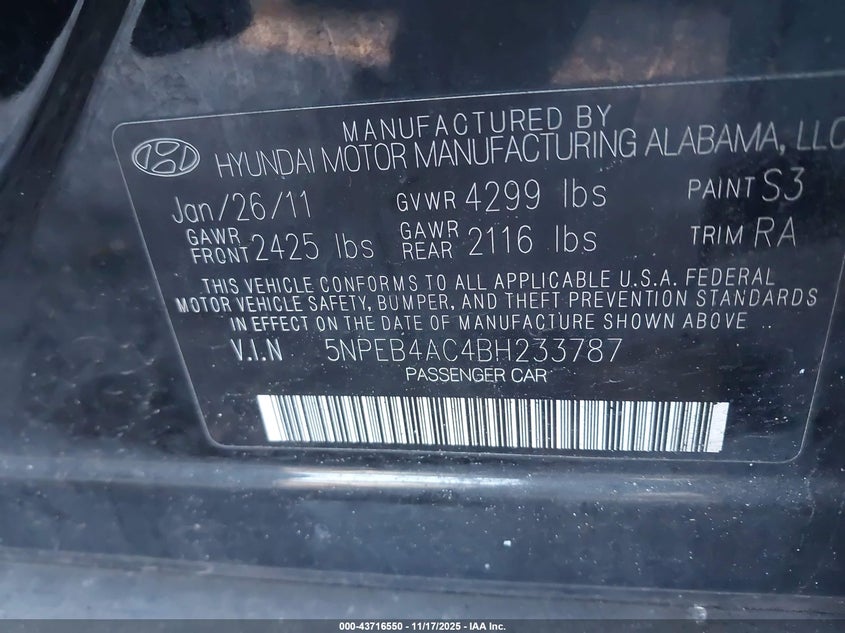 MANUFACTURED BY
HYUNDAI MOTOR MANUFACTURING ALABAMA, LLC
Jan/26/11 GVWR 4299 lbs PAINT S3
GAWR FRONT 2425 lbs GAWR REAR 2116 lbs TRIM RA
THIS VEHICLE CONFORMS TO ALL APPLICABLE U.S.A. FEDERAL
MOTOR VEHICLE SAFETY, BUMPER, AND THEFT PREVENTION STANDARDS
IN EFFECT ON THE DATE OF MANUFACTURE SHOWN ABOVE .
V.I.N 5NPEB4AC4BH233787
PASSENGER CAR
000-43716550 - 11/17/2025 - IAA Inc.